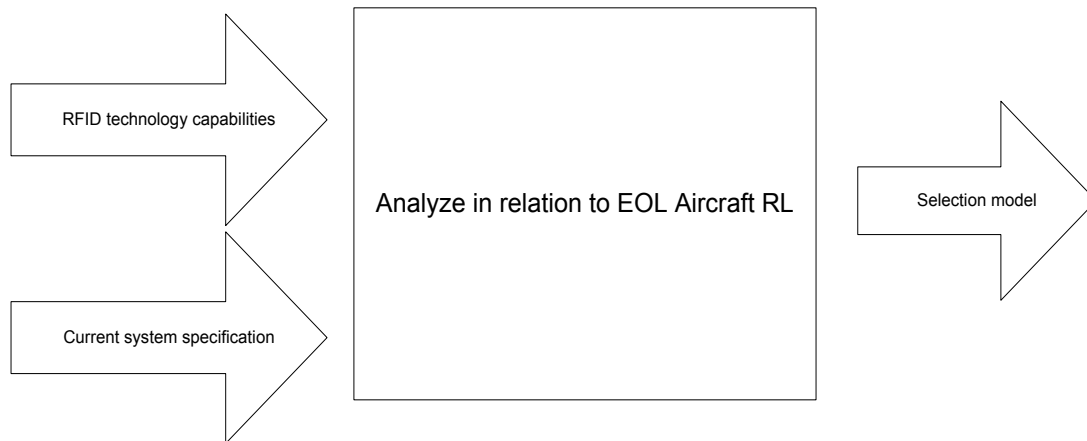 RFID technology capabilities
Current system specification
Analyze in relation to EOL Aircraft RL
Selection model